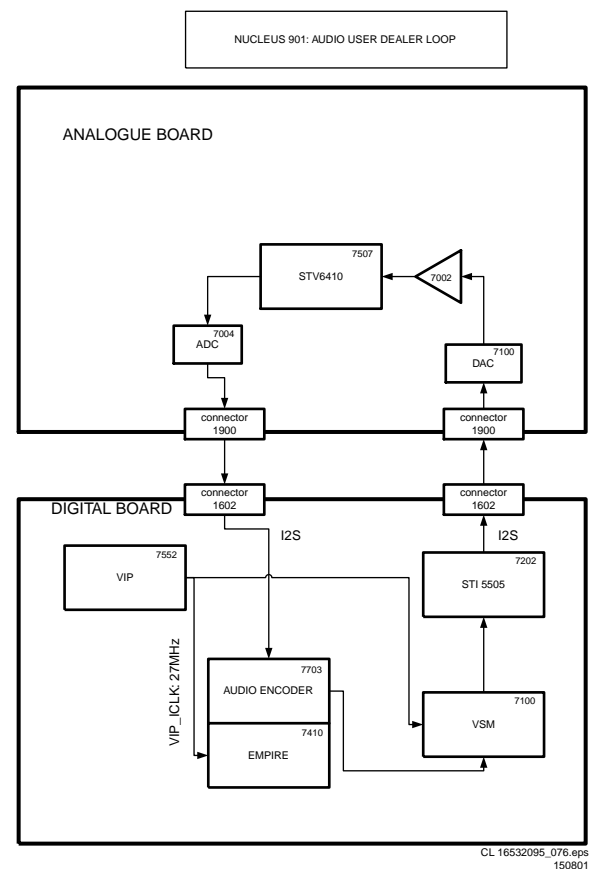 NUCLEUS 901: AUDIO USER DEALER LOOP
ANALOGUE BOARD
7507
STV6410
7002
7004
ADC
7100
DAC
connector
1900
connector
1900
connector
1602
connector
1602
DIGITAL BOARD
I2S
I2S
7552
VIP
7202
STI 5505
VIP_ICLK: 27MHz
7703
AUDIO ENCODER
7100
VSM
7410
EMPIRE
CL 16532095_076.eps
150801